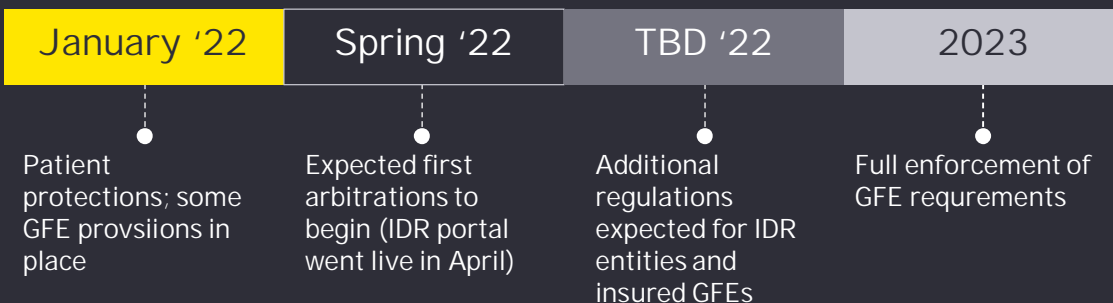 January ‘22
Spring ‘22
TBD ‘22
2023
Patient
protections; some
GFE provsiions in
place
Expected first
arbitrations to
begin (IDR portal
went live in April)
Additional
regulations
expected for IDR
entities and
insured GFEs
Full enforcement of
GFE requrements